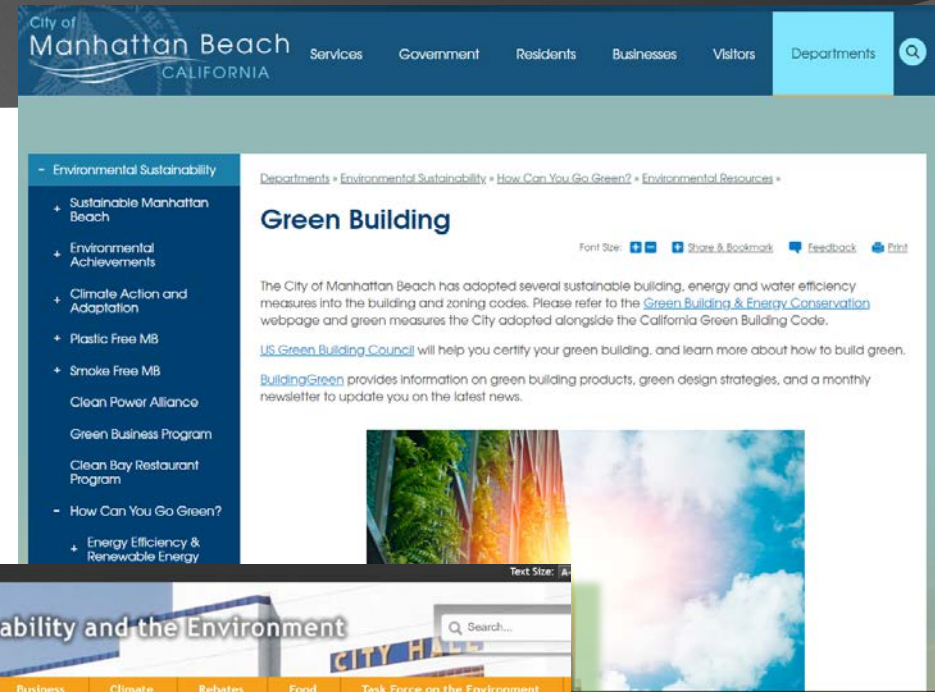 City of
Manhattan Beach
CALIFORNIA
Services Government Residents Businesses Visitors Departments
- Environmental Sustainability
+ Sustainable Manhattan
Beach
+ Environmental
Achievements
+ Climate Action and
Adaptation
+ Plastic Free MB
+ Smoke Free MB
Clean Power Alliance
Green Business Program
Clean Bay Restaurant
Program
- How Can You Go Green?
+ Energy Efficiency &
Renewable Energy
Departments » Environmental Sustainability » How Can You Go Green? » Environmental Resources »
Green Building
Font Size: + - + Share & Bookmark Feedback Print
The City of Manhattan Beach has adopted several sustainable building, energy and water efficiency
measures into the building and zoning codes. Please refer to the Green Building & Energy Conservation
webpage and green measures the City adopted alongside the California Green Building Code.
US Green Building Council will help you certify your green building, and learn more about how to build green.
BuildingGreen provides information on green building products, green design strategies, and a monthly
newsletter to update you on the latest news.
Text Size: A-
ability and the Environment
Search...
CITY HALL
Business Climate Rebates Food Task Force on the Environment